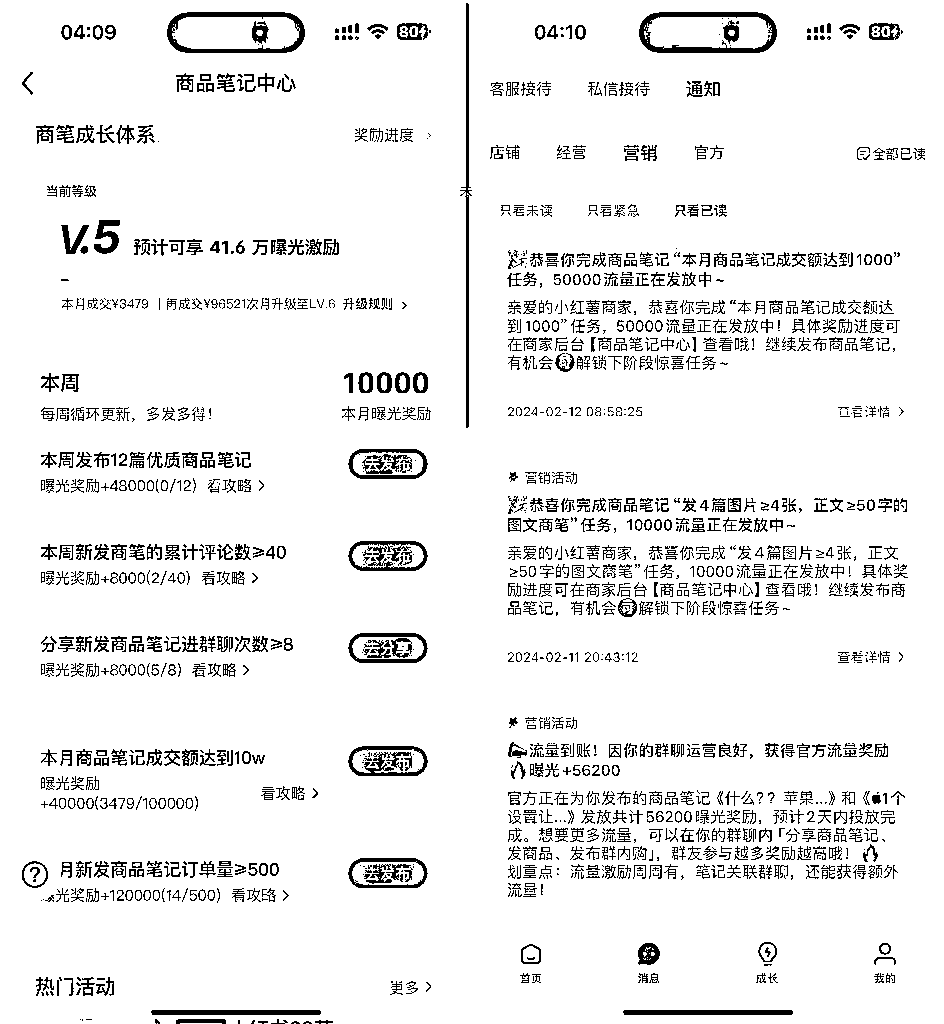 04:09
80
商品笔记中心
商笔成长体系
奖励进度
当前等级
V.5 预计可享 41.6 万曝光激励
本月成交¥3479 | 再成交¥96521次月升级至LV.6 升级规则
本周
10000
每周循环更新，多发多得！
本月曝光奖励
本周发布12篇优质商品笔记
曝光奖励+48000(0/12) 看攻略
去发布
本周新发商笔的累计评论数≥40
曝光奖励+8000(2/40) 看攻略
去发布
分享新发商品笔记进群聊次数≥8
曝光奖励+8000(5/8) 看攻略
去分享
本月商品笔记成交额达到10w
曝光奖励
+40000(3479/100000)
看攻略
去发布
月新发商品笔记订单量≥500
光奖励+120000(14/500) 看攻略
去发布
热门活动
更多
04:10
80
客服接待 私信接待 通知
店铺 经营 营销 官方
全部已读
只看未读 只看紧急 只看已读
恭喜你完成商品笔记“本月商品笔记成交额达到1000”
任务，50000流量正在发放中~
亲爱的小红薯商家，恭喜你完成“本月商品笔记成交额达
到1000”任务，50000流量正在发放中！具体奖励进度可
在商家后台【商品笔记中心】查看哦！继续发布商品笔记，
有机会解锁下阶段惊喜任务~
2024-02-12 08:58:25
查看详情
营销活动
恭喜你完成商品笔记“发4篇图片≥4张，正文≥50字的
图文商笔”任务，10000流量正在发放中~
亲爱的小红薯商家，恭喜你完成“发4篇图片≥4张，正文
≥50字的图文商笔”任务，10000流量正在发放中！具体奖
励进度可在商家后台【商品笔记中心】查看哦！继续发布商
品笔记，有机会解锁下阶段惊喜任务~
2024-02-11 20:43:12
查看详情
营销活动
流量到账！因你的群聊运营良好，获得官方流量奖励
曝光+56200
官方正在为你发布的商品笔记《什么？？苹果...》和《1个
设置让...》发放共计56200曝光奖励，预计2天内投放完
成。想要更多流量，可以在你的群聊内「分享商品笔记、
发商品、发布群内购」，群友参与越多奖励越高哦！
划重点：流量激励周周有，笔记关联群聊，还能获得额外
流量！
首页 消息 成长 我的